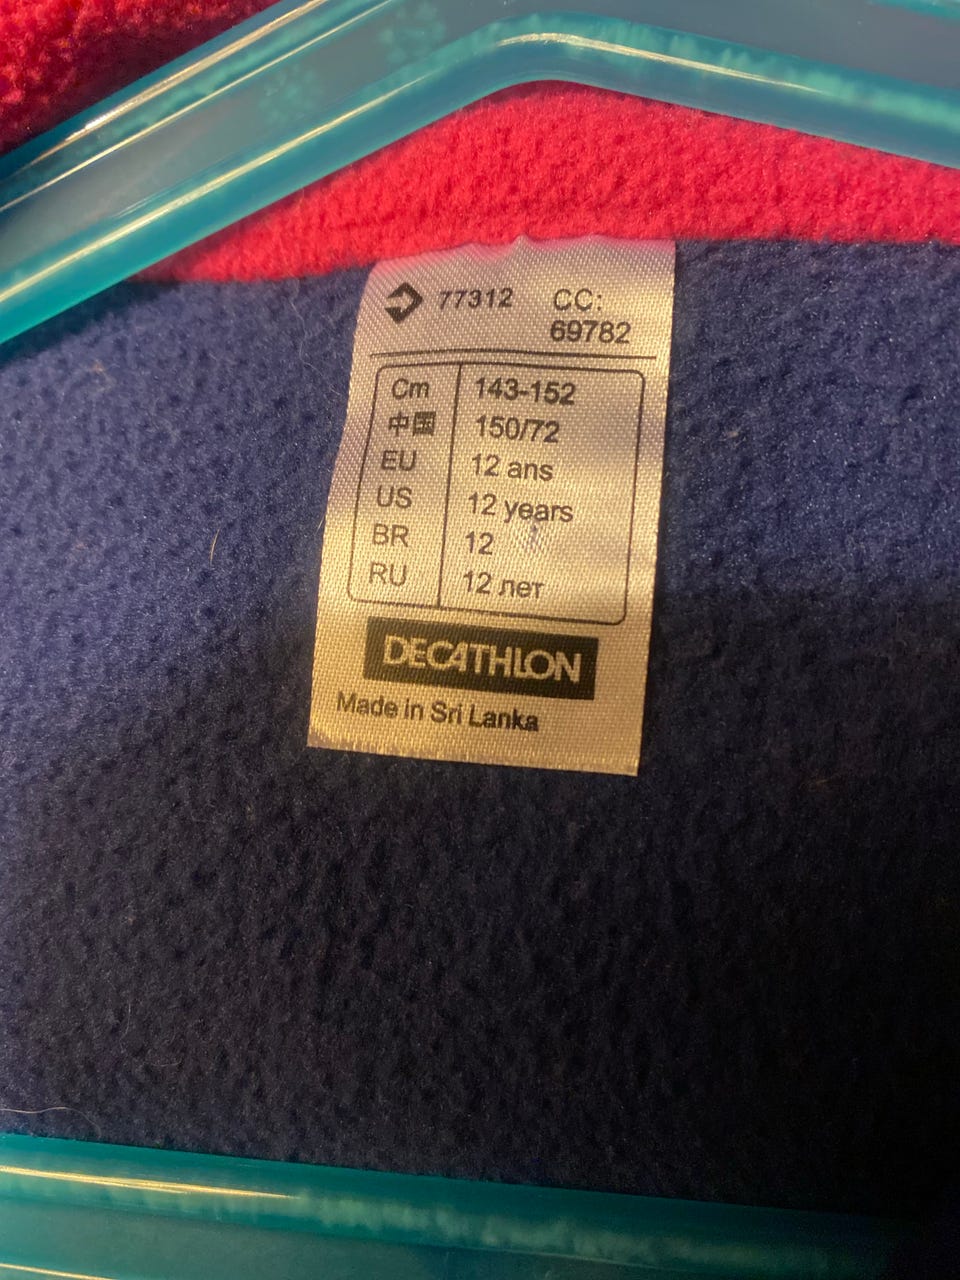 77312 CC:
69782
Cm 143-152
中国 150/72
EU 12 ans
US 12 years
BR 12
RU 12 лет
DECATHLON
Made in Sri Lanka